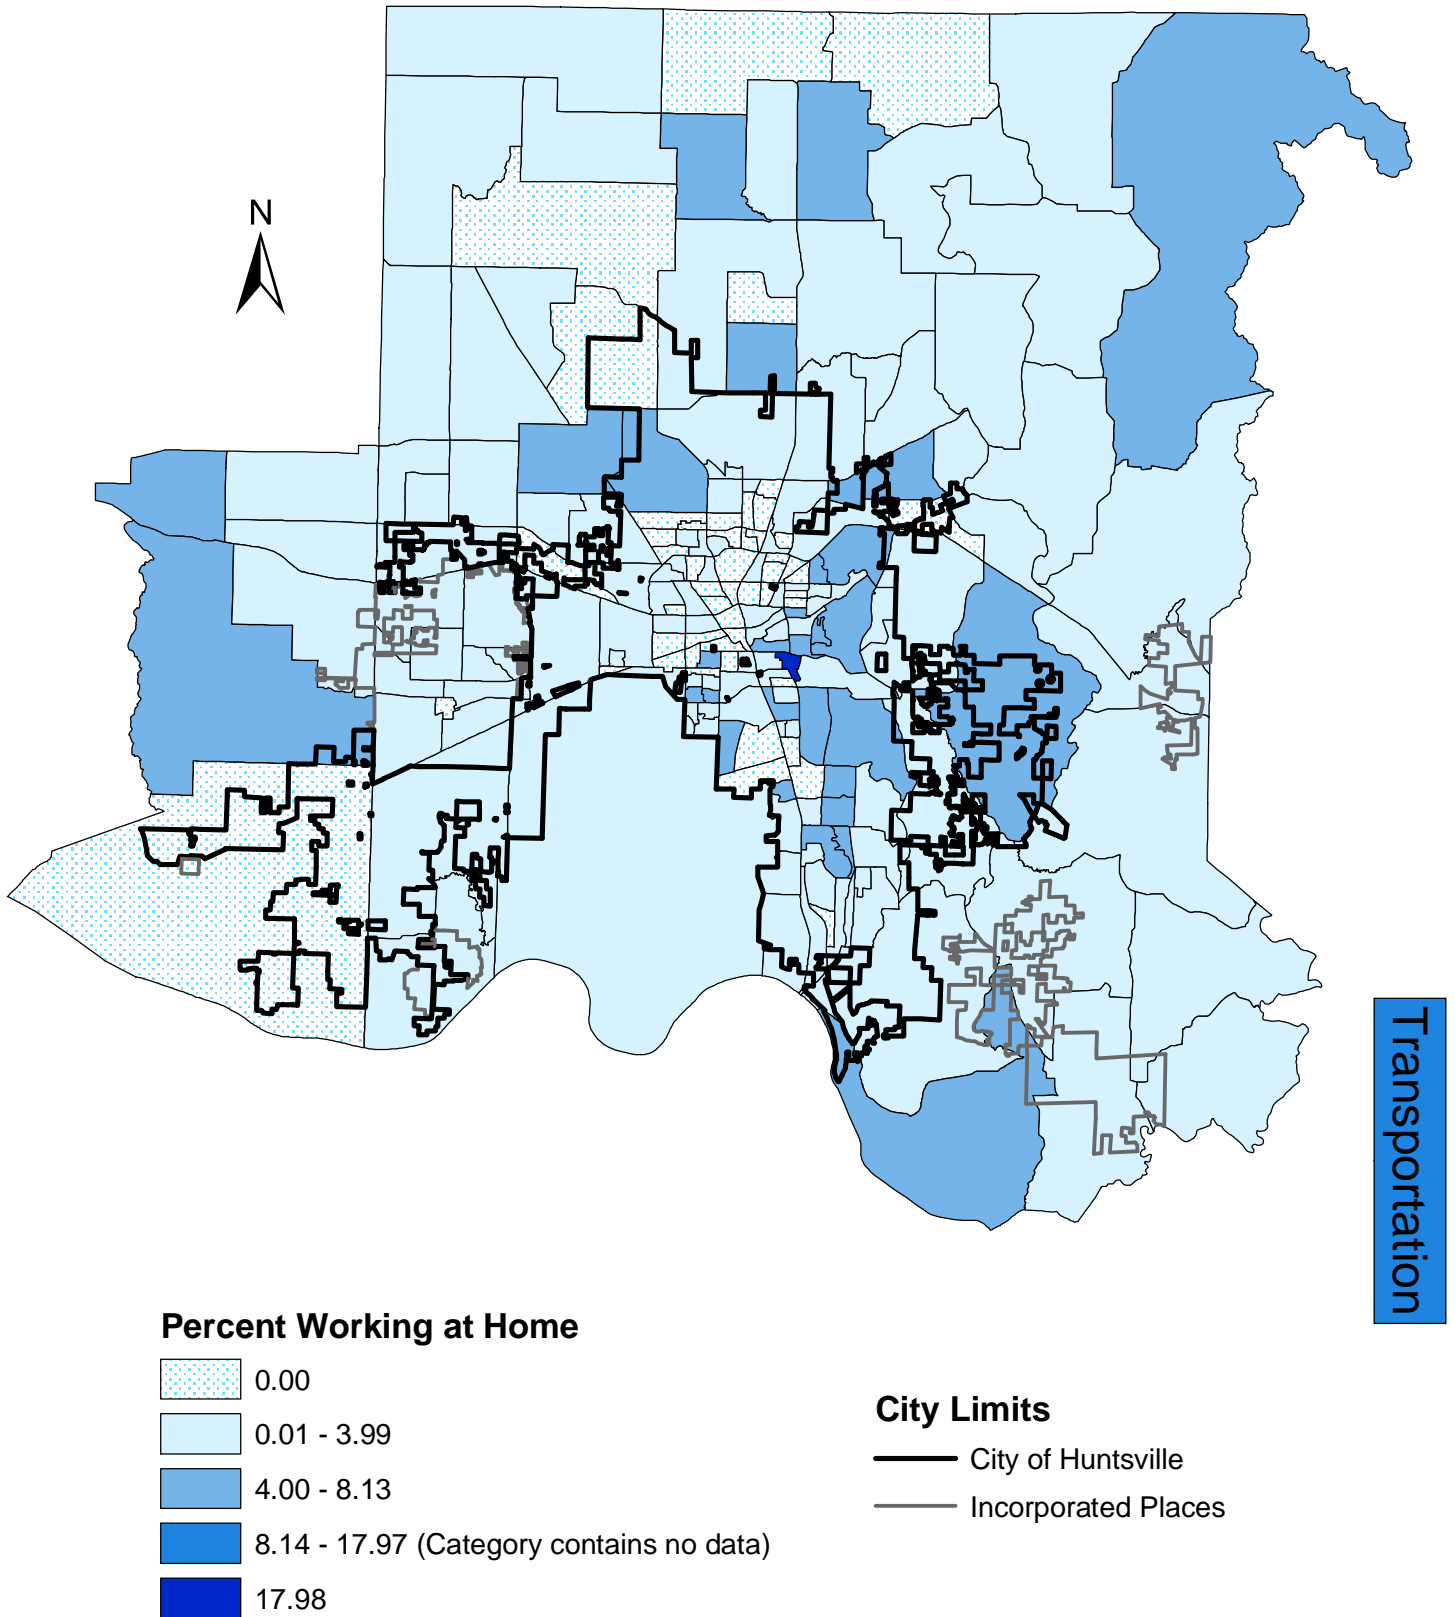 N
Transportation
Percent Working at Home
0.00
0.01 - 3.99
4.00 - 8.13
8.14 - 17.97 (Category contains no data)
17.98
City Limits
City of Huntsville
Incorporated Places